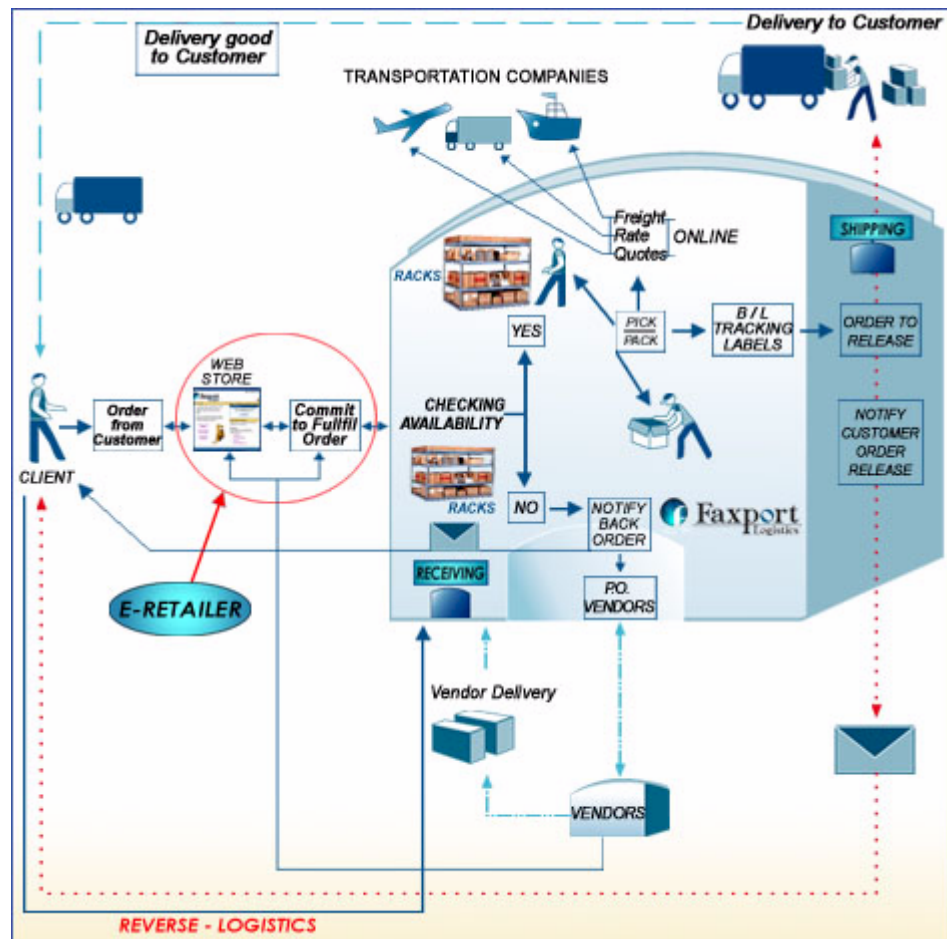 Delivery good
to Customer
Delivery to Customer
TRANSPORTATION COMPANIES
Freight
Rate
Quotes
ONLINE
SHIPPING
RACKS
YES
PICK
PACK
B / L
TRACKING
LABELS
ORDER TO
RELEASE
WEB
STORE
Faxport
Order
from
Customer
Commit
to Fullfil
Order
CHECKING
AVAILABILITY
NOTIFY
CUSTOMER
ORDER
RELEASE
CLIENT
RACKS
NO
NOTIFY
BACK
ORDER
Faxport
Logistics
RECEIVING
P.O.
VENDORS
E-RETAILER
Vendor Delivery
VENDORS
REVERSE - LOGISTICS